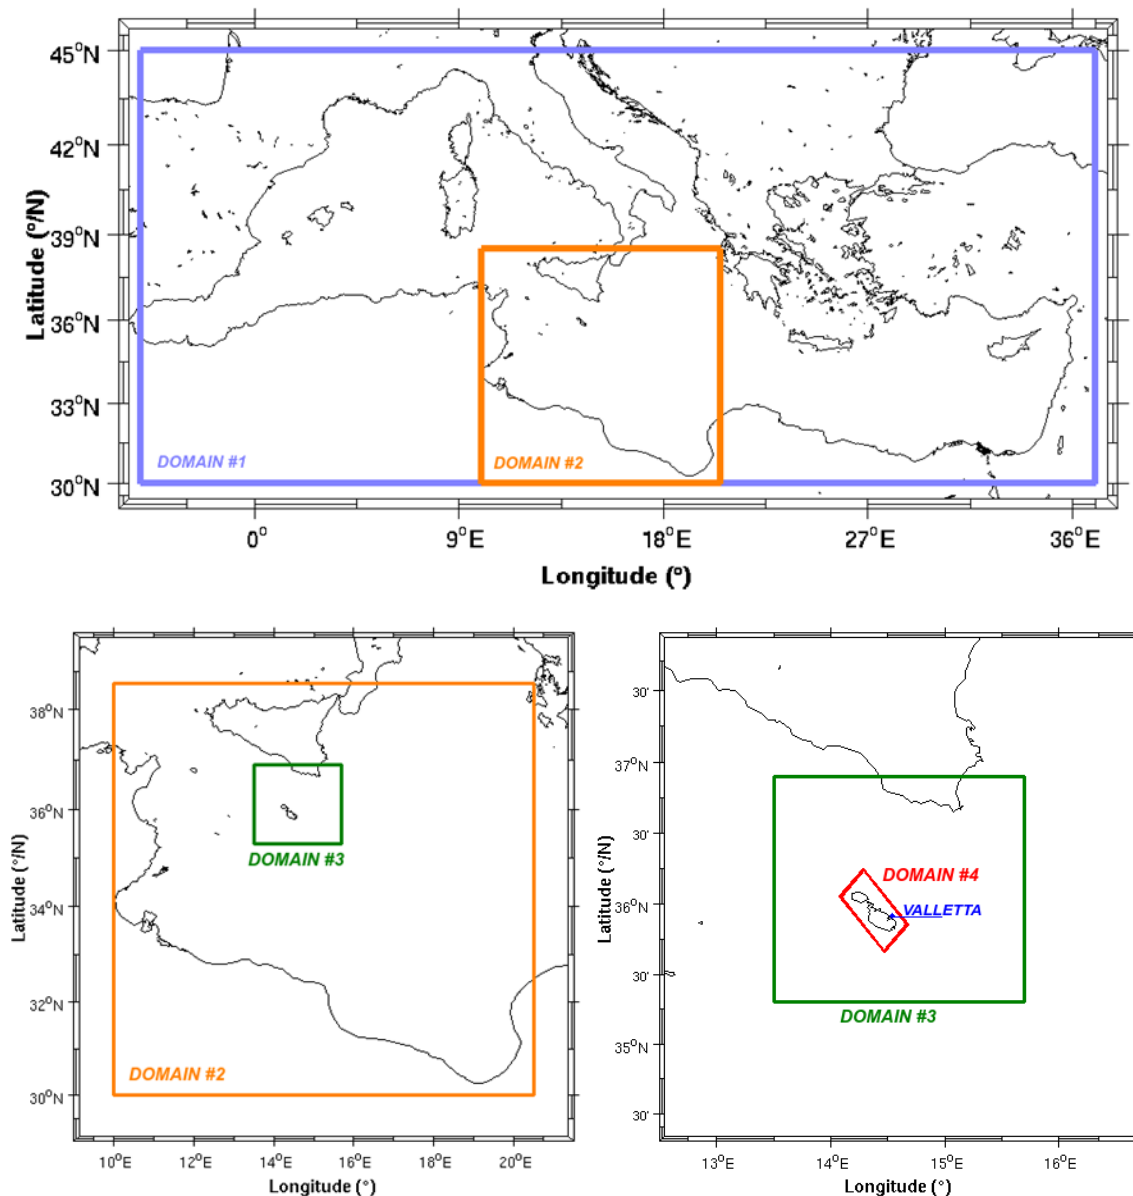 45°N
42°N
39°N
36°N
33°N
30°N
Latitude (°/N)
DOMAIN #1
DOMAIN #2
0° 9°E 18°E 27°E 36°E
Longitude (°)
38°N
36°N
34°N
32°N
30°N
Latitude (°/N)
DOMAIN #3
DOMAIN #2
10°E 12°E 14°E 16°E 18°E 20°E
Longitude (°)
30'
37°N
30'
36°N
30'
35°N
30'
Latitude (°/N)
DOMAIN #4
VALLETTA
DOMAIN #3
13°E 14°E 15°E 16°E
Longitude (°)